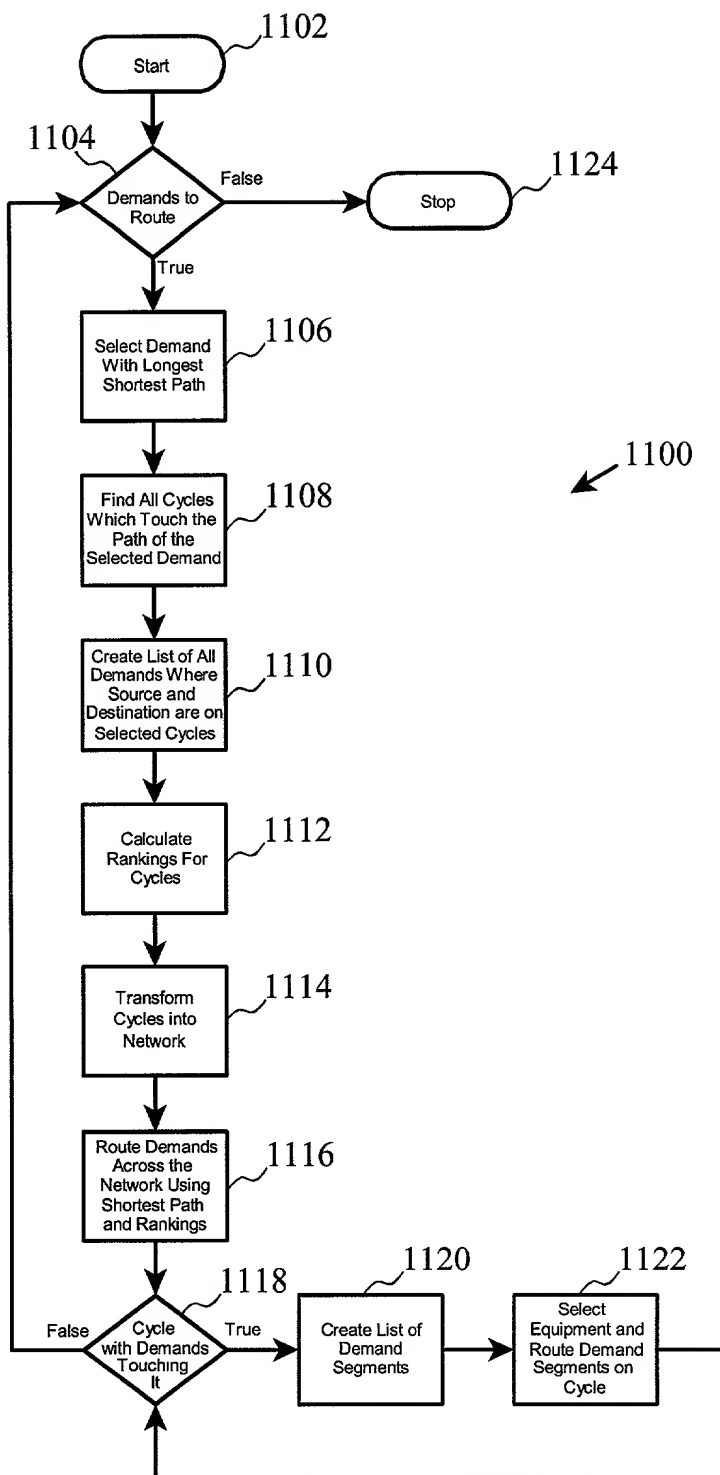 1102
Start
1104
Demands to
Route
False
1124
Stop
True
1106
Select Demand
With Longest
Shortest Path
1100
1108
Find All Cycles
Which Touch the
Path of the
Selected Demand
1110
Create List of All
Demands Where
Source and
Destination are on
Selected Cycles
1112
Calculate
Rankings For
Cycles
1114
Transform
Cycles into
Network
1116
Route Demands
Across the
Network Using
Shortest Path
and Rankings
1118
False
Cycle
with Demands
Touching
It
True
1120
Create List of
Demand
Segments
1122
Select
Equipment and
Route Demand
Segments on
Cycle